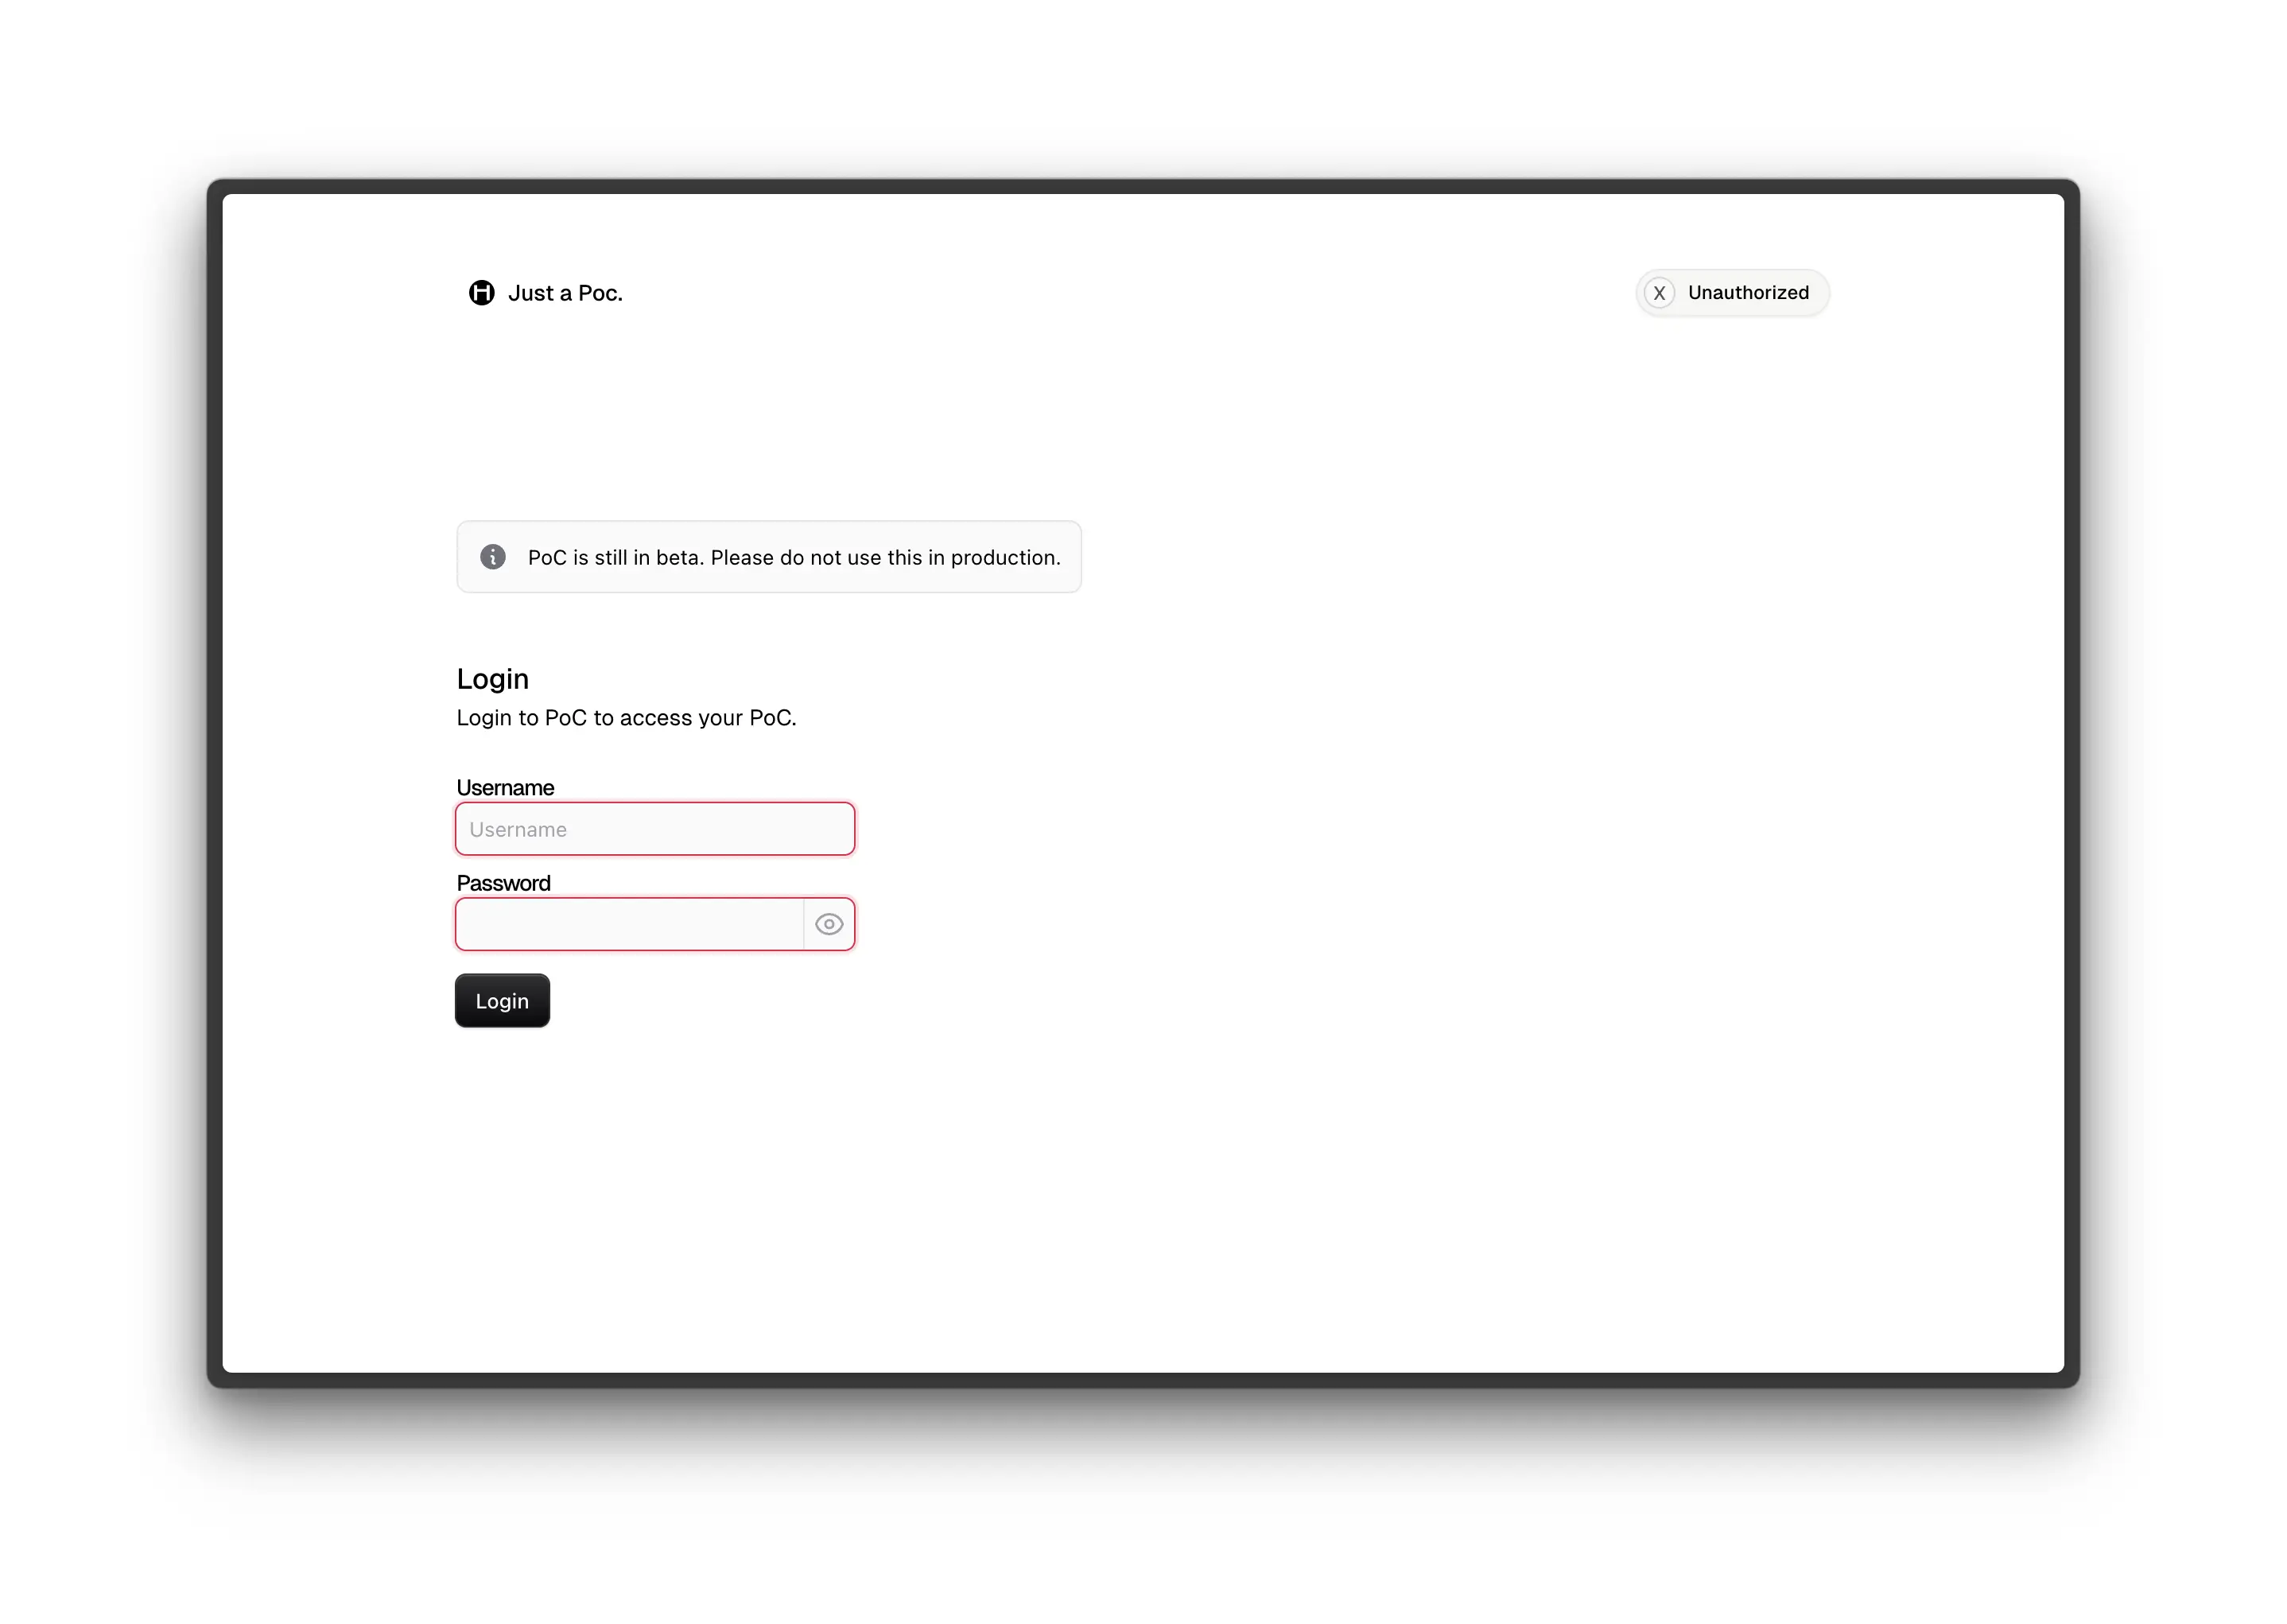 H Just a Poc.
X Unauthorized
PoC is still in beta. Please do not use this in production.
Login
Login to PoC to access your PoC.
Username
Username
Password
Login